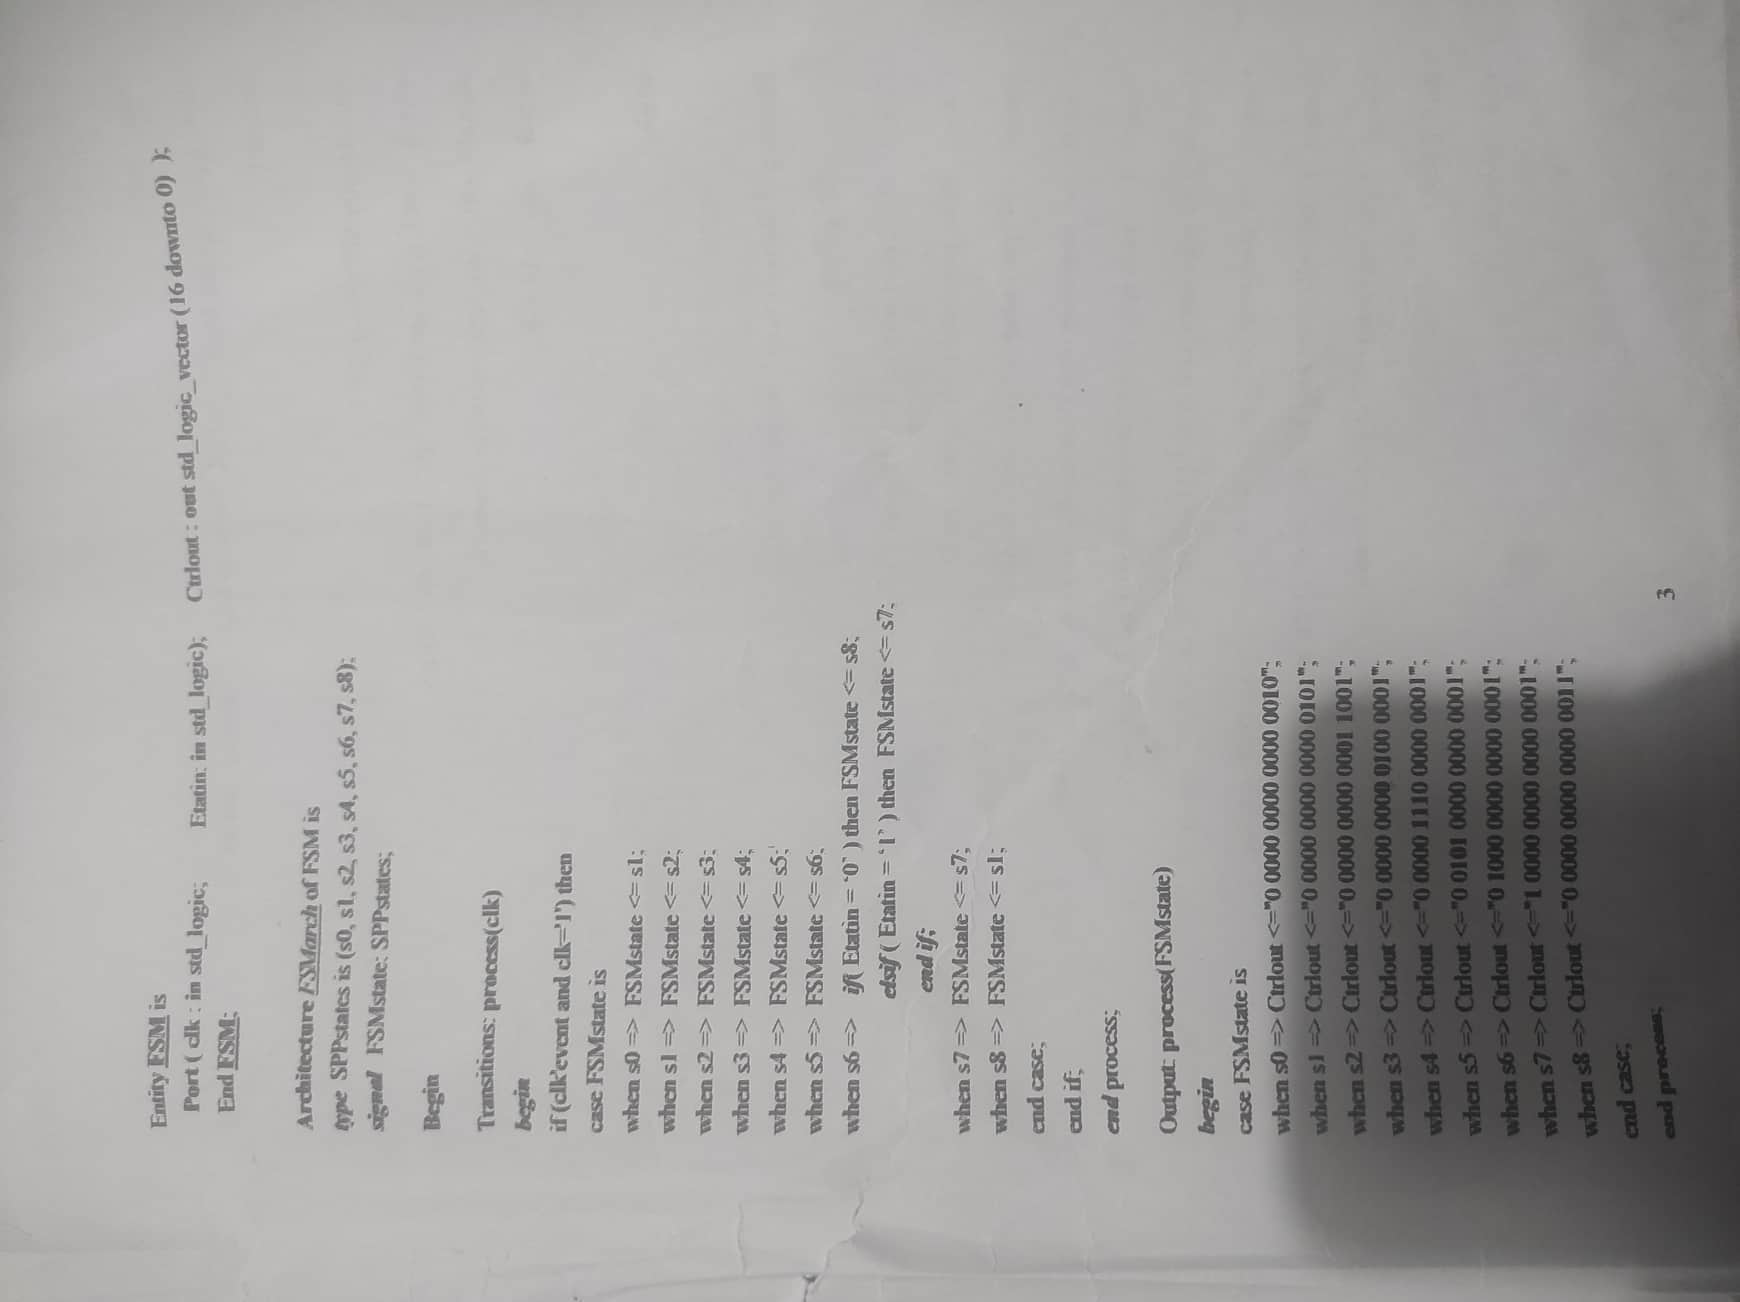 Entity FSM is
Port ( clk : in std_logic; Etatin: in std_logic); Ctrlout : out std_logic_vector (16 downto 0) );
End FSM;
Architecture FSMarch of FSM is
type SPPstates is (s0, s1, s2, s3, s4, s5, s6, s7, s8);
signal FSMstate: SPPstates;
Begin
Transitions: process(clk)
begin
if (clk'event and clk='1') then
case FSMstate is
when s0 => FSMstate <= s1;
when s1 => FSMstate <= s2;
when s2 => FSMstate <= s3;
when s3 => FSMstate <= s4;
when s4 => FSMstate <= s5;
when s5 => FSMstate <= s6;
when s6 => if( Etatin = '0' ) then FSMstate <= s8;
elsif ( Etatin = '1' ) then FSMstate <= s7;
end if;
when s7 => FSMstate <= s7;
when s8 => FSMstate <= s1;
end case;
end if;
end process;
Output: process(FSMstate)
begin
case FSMstate is
when s0 => Ctrlout <="0 0000 0000 0000 0010";
when s1 => Ctrlout <="0 0000 0000 0000 0101";
when s2 => Ctrlout <="0 0000 0000 0001 1001";
when s3 => Ctrlout <="0 0000 0000 0100 0001";
when s4 => Ctrlout <="0 0000 1110 0000 0001";
when s5 => Ctrlout <="0 0101 0000 0000 0001";
when s6 => Ctrlout <="0 1000 0000 0000 0001";
when s7 => Ctrlout <="1 0000 0000 0000 0001";
when s8 => Ctrlout <="0 0000 0000 0000 0011";
end case;
end process;
3